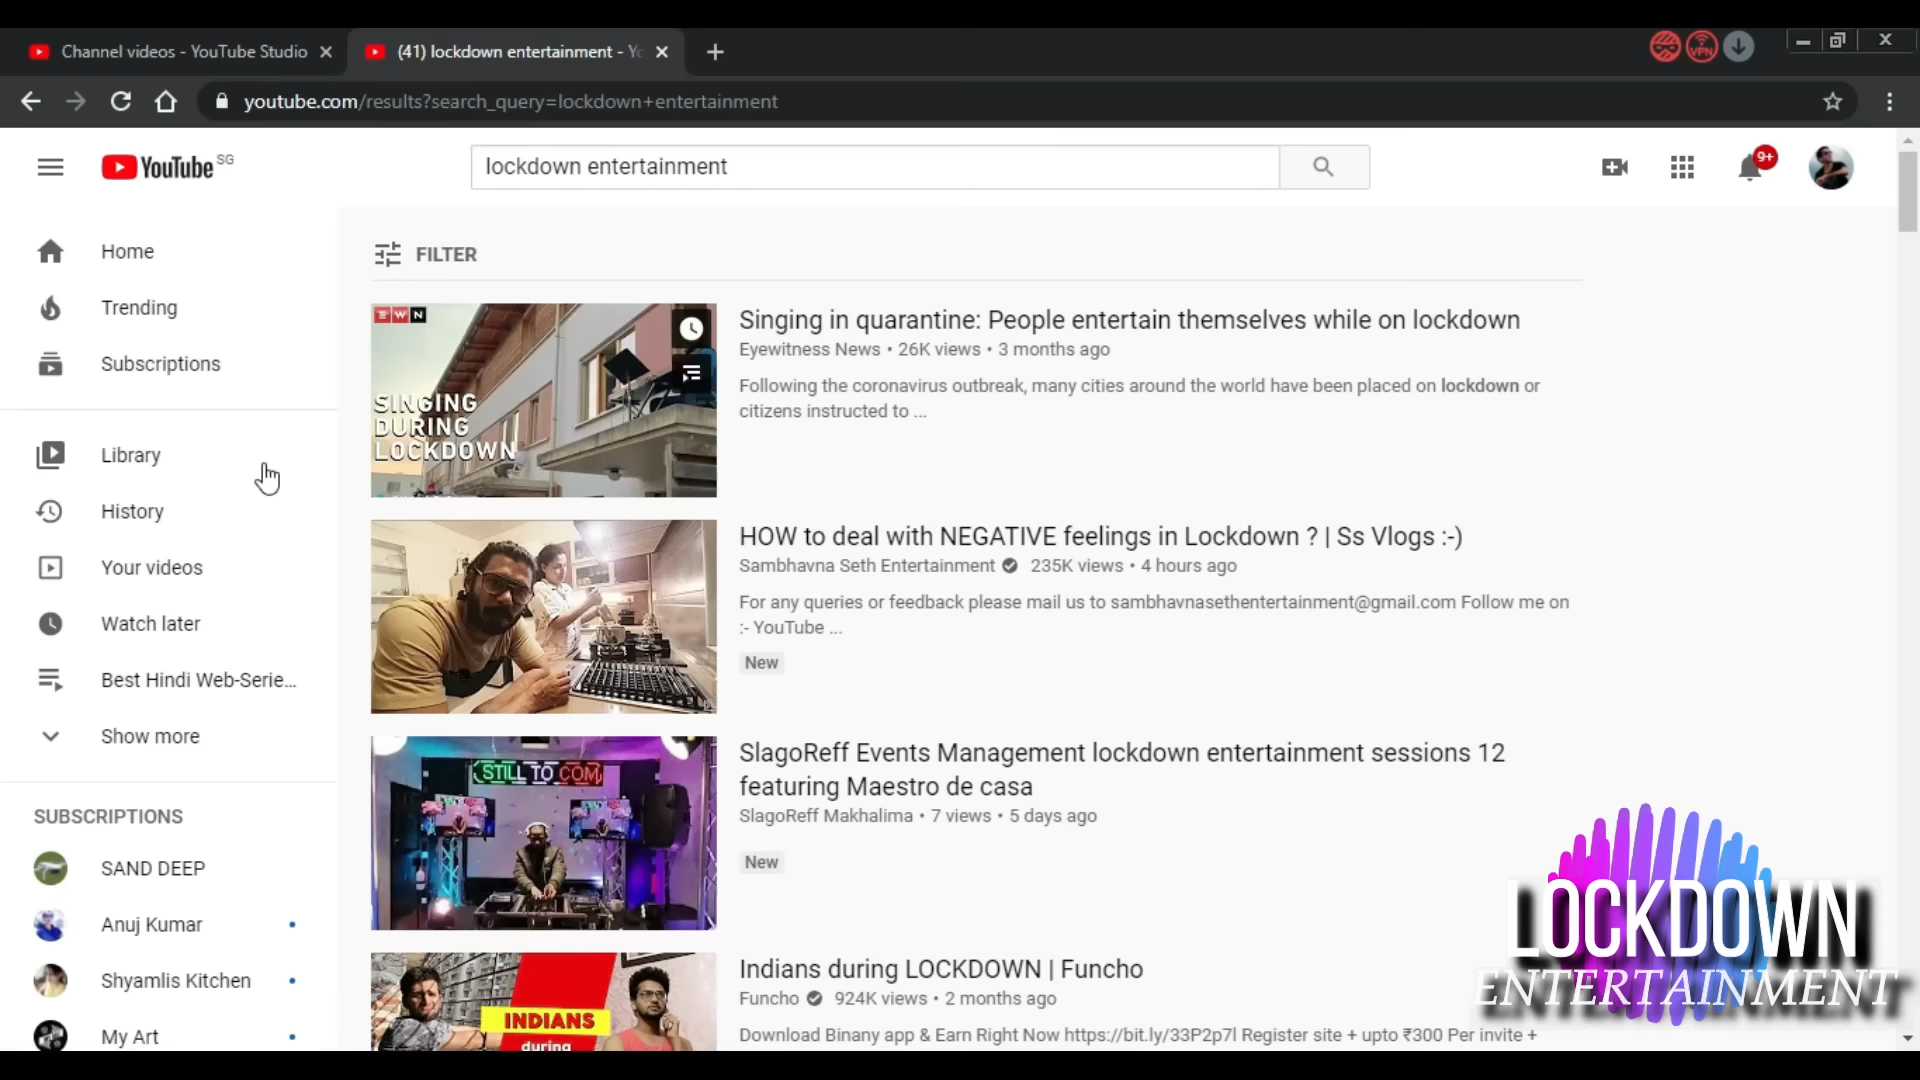 Channel videos - YouTube Studio
(41) lockdown entertainment - Yo
VPN
youtube.com/results?search_query=lockdown+entertainment
YouTube SG
lockdown entertainment
9+
Home
Trending
Subscriptions
Library
History
Your videos
Watch later
Best Hindi Web-Serie...
Show more
SUBSCRIPTIONS
SAND DEEP
Anuj Kumar
Shyamlis Kitchen
My Art
FILTER
EWN
SINGING
DURING
LOCKDOWN
Singing in quarantine: People entertain themselves while on lockdown
Eyewitness News • 26K views • 3 months ago
Following the coronavirus outbreak, many cities around the world have been placed on lockdown or
citizens instructed to ...
HOW to deal with NEGATIVE feelings in Lockdown ? | Ss Vlogs :-)
Sambhavna Seth Entertainment 235K views • 4 hours ago
For any queries or feedback please mail us to sambhavnasethentertainment@gmail.com Follow me on
:- YouTube ...
New
STILL TO COM
SlagoReff Events Management lockdown entertainment sessions 12
featuring Maestro de casa
SlagoReff Makhalima • 7 views • 5 days ago
New
INDIANS
during
Indians during LOCKDOWN | Funcho
Funcho 924K views • 2 months ago
Download Binany app & Earn Right Now https://bit.ly/33P2p7l Register site + upto ₹300 Per invite +
LOCKDOWN
ENTERTAINMENT